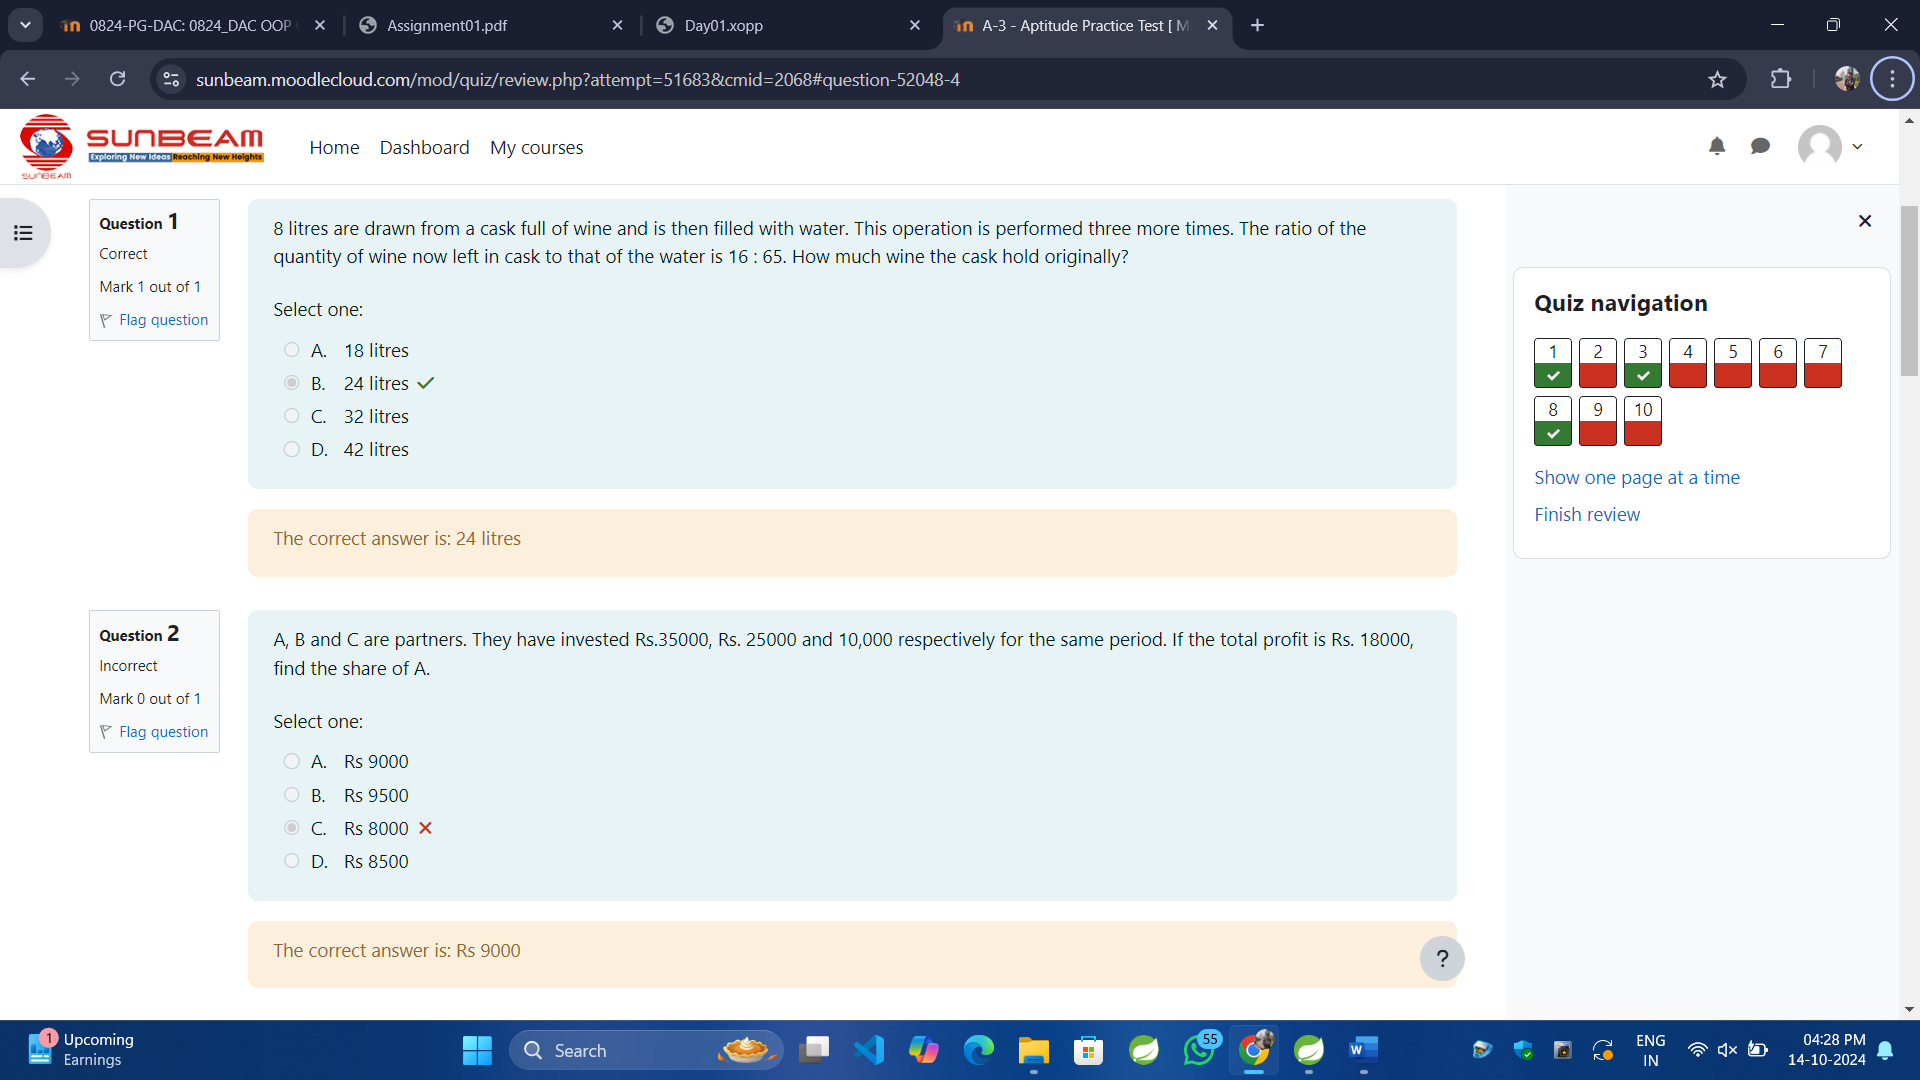 0824-PG-DAC: 0824_DAC OOP
Assignment01.pdf
Day01.xopp
A-3 - Aptitude Practice Test [ M
sunbeam.moodlecloud.com/mod/quiz/review.php?attempt=51683&cmid=2068#question-52048-4
SUNBEAM
Exploring New Ideas Reaching New Heights
SUNBEAM
Home Dashboard My courses
Question 1
Correct
Mark 1 out of 1
Flag question
8 litres are drawn from a cask full of wine and is then filled with water. This operation is performed three more times. The ratio of the
quantity of wine now left in cask to that of the water is 16 : 65. How much wine the cask hold originally?
Select one:
A. 18 litres
B. 24 litres
C. 32 litres
D. 42 litres
The correct answer is: 24 litres
Question 2
Incorrect
Mark 0 out of 1
Flag question
A, B and C are partners. They have invested Rs.35000, Rs. 25000 and 10,000 respectively for the same period. If the total profit is Rs. 18000,
find the share of A.
Select one:
A. Rs 9000
B. Rs 9500
C. Rs 8000
D. Rs 8500
The correct answer is: Rs 9000
?
Quiz navigation
1 2 3 4 5 6 7
8 9 10
Show one page at a time
Finish review
1
Upcoming
Earnings
Search
55
W
ENG
IN
04:28 PM
14-10-2024